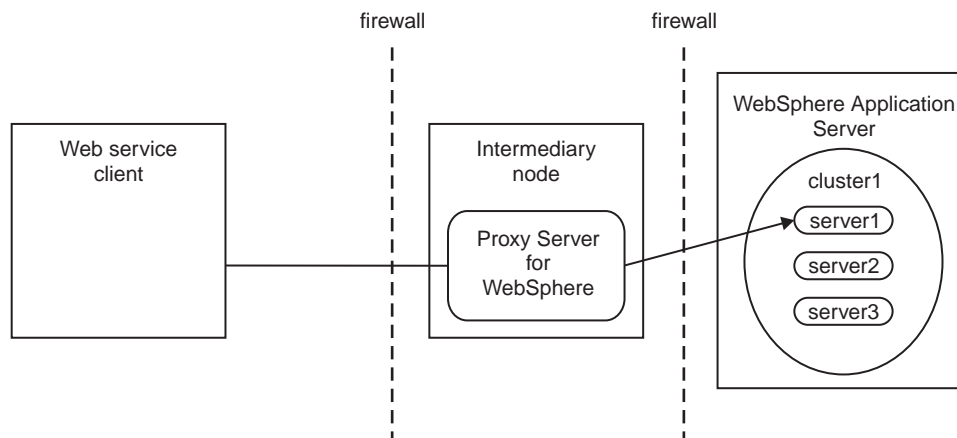 firewall
firewall
Web service
client
Intermediary
node
Proxy Server
for
WebSphere
WebSphere Application
Server
cluster1
server1
server2
server3